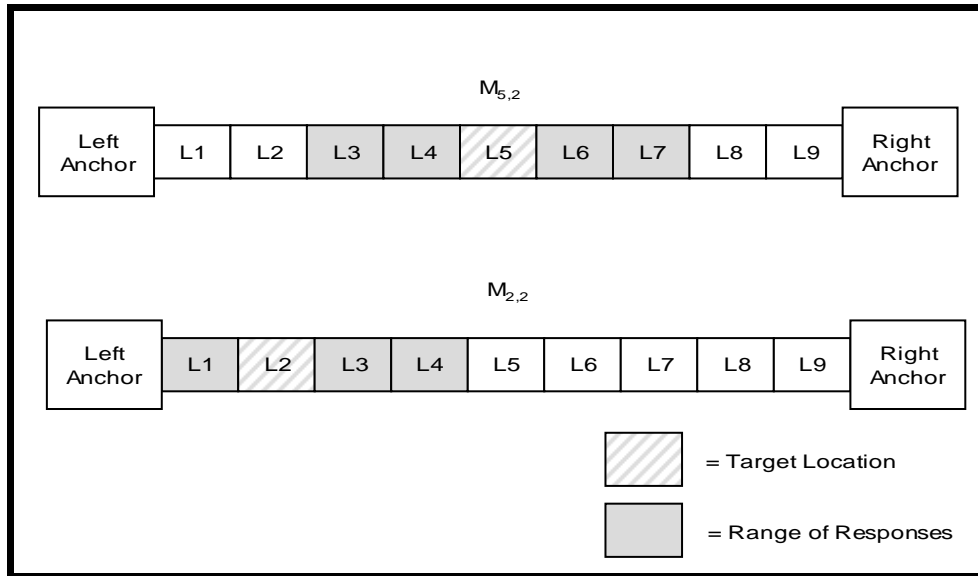 M5,2
Left Anchor L1 L2 L3 L4 L5 L6 L7 L8 L9 Right Anchor
M2,2
Left Anchor L1 L2 L3 L4 L5 L6 L7 L8 L9 Right Anchor
= Target Location
= Range of Responses